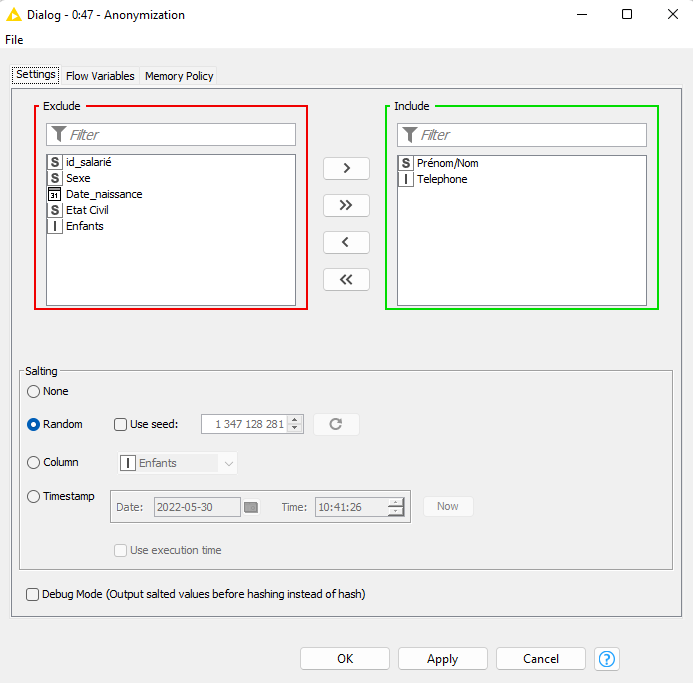 Dialog - 0:47 - Anonymization
File
Settings Flow Variables Memory Policy
Exclude
Filter
S id_salarié
S Sexe
31 Date_naissance
S Etat Civil
I Enfants
> 
>>
<
<<
Include
Filter
S Prénom/Nom
I Telephone
Salting
None
Random Use seed: 1 347 128 281
Column I Enfants
Timestamp Date: 2022-05-30 Time: 10:41:26 Now
Use execution time
Debug Mode (Output salted values before hashing instead of hash)
OK Apply Cancel ?